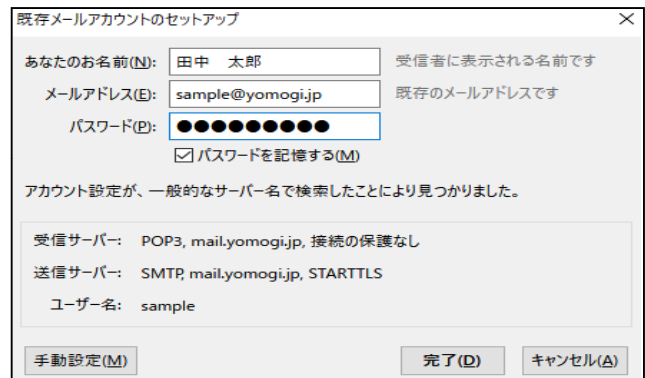 既存メールアカウントのセットアップ
あなたのお名前(N): 田中　太郎 受信者に表示される名前です
メールアドレス(E): sample@yomogi.jp 既存のメールアドレスです
パスワード(P): ●●●●●●●●●
パスワードを記憶する(M)
アカウント設定が、一般的なサーバー名で検索したことにより見つかりました。
受信サーバー: POP3, mail.yomogi.jp, 接続の保護なし
送信サーバー: SMTP, mail.yomogi.jp, STARTTLS
ユーザー名: sample
手動設定(M) 完了(D) キャンセル(A)